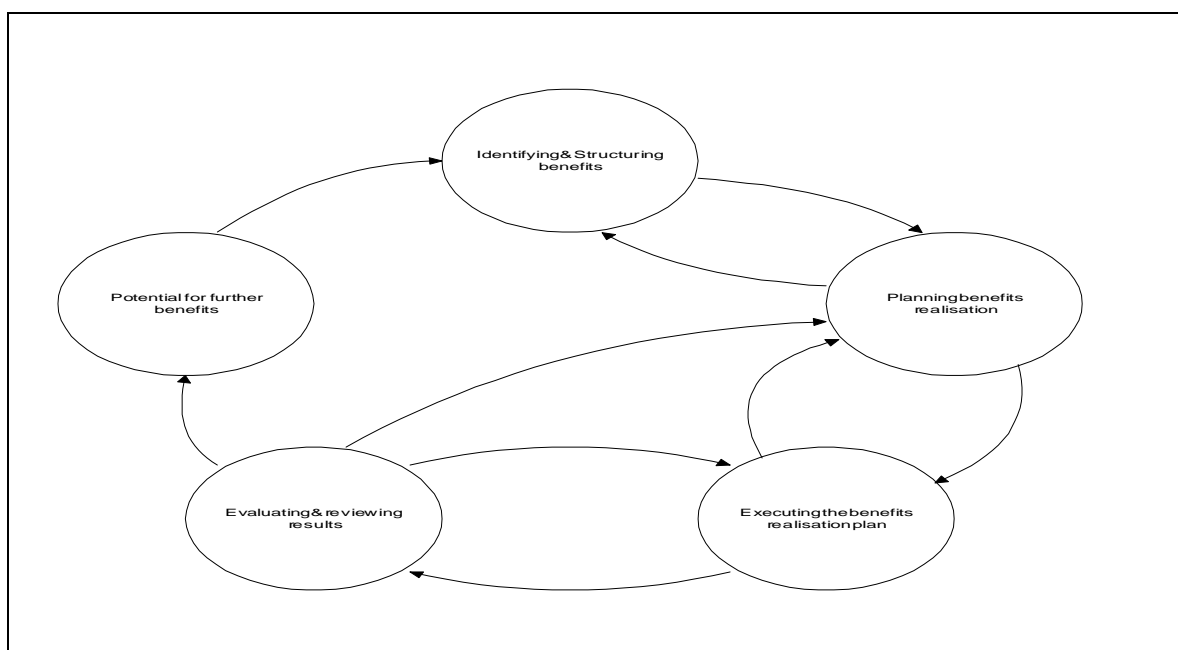 Identifying & Structuring
benefits
Potential for further
benefits
Planning benefits
realisation
Evaluating & reviewing
results
Executing the benefits
realisation plan